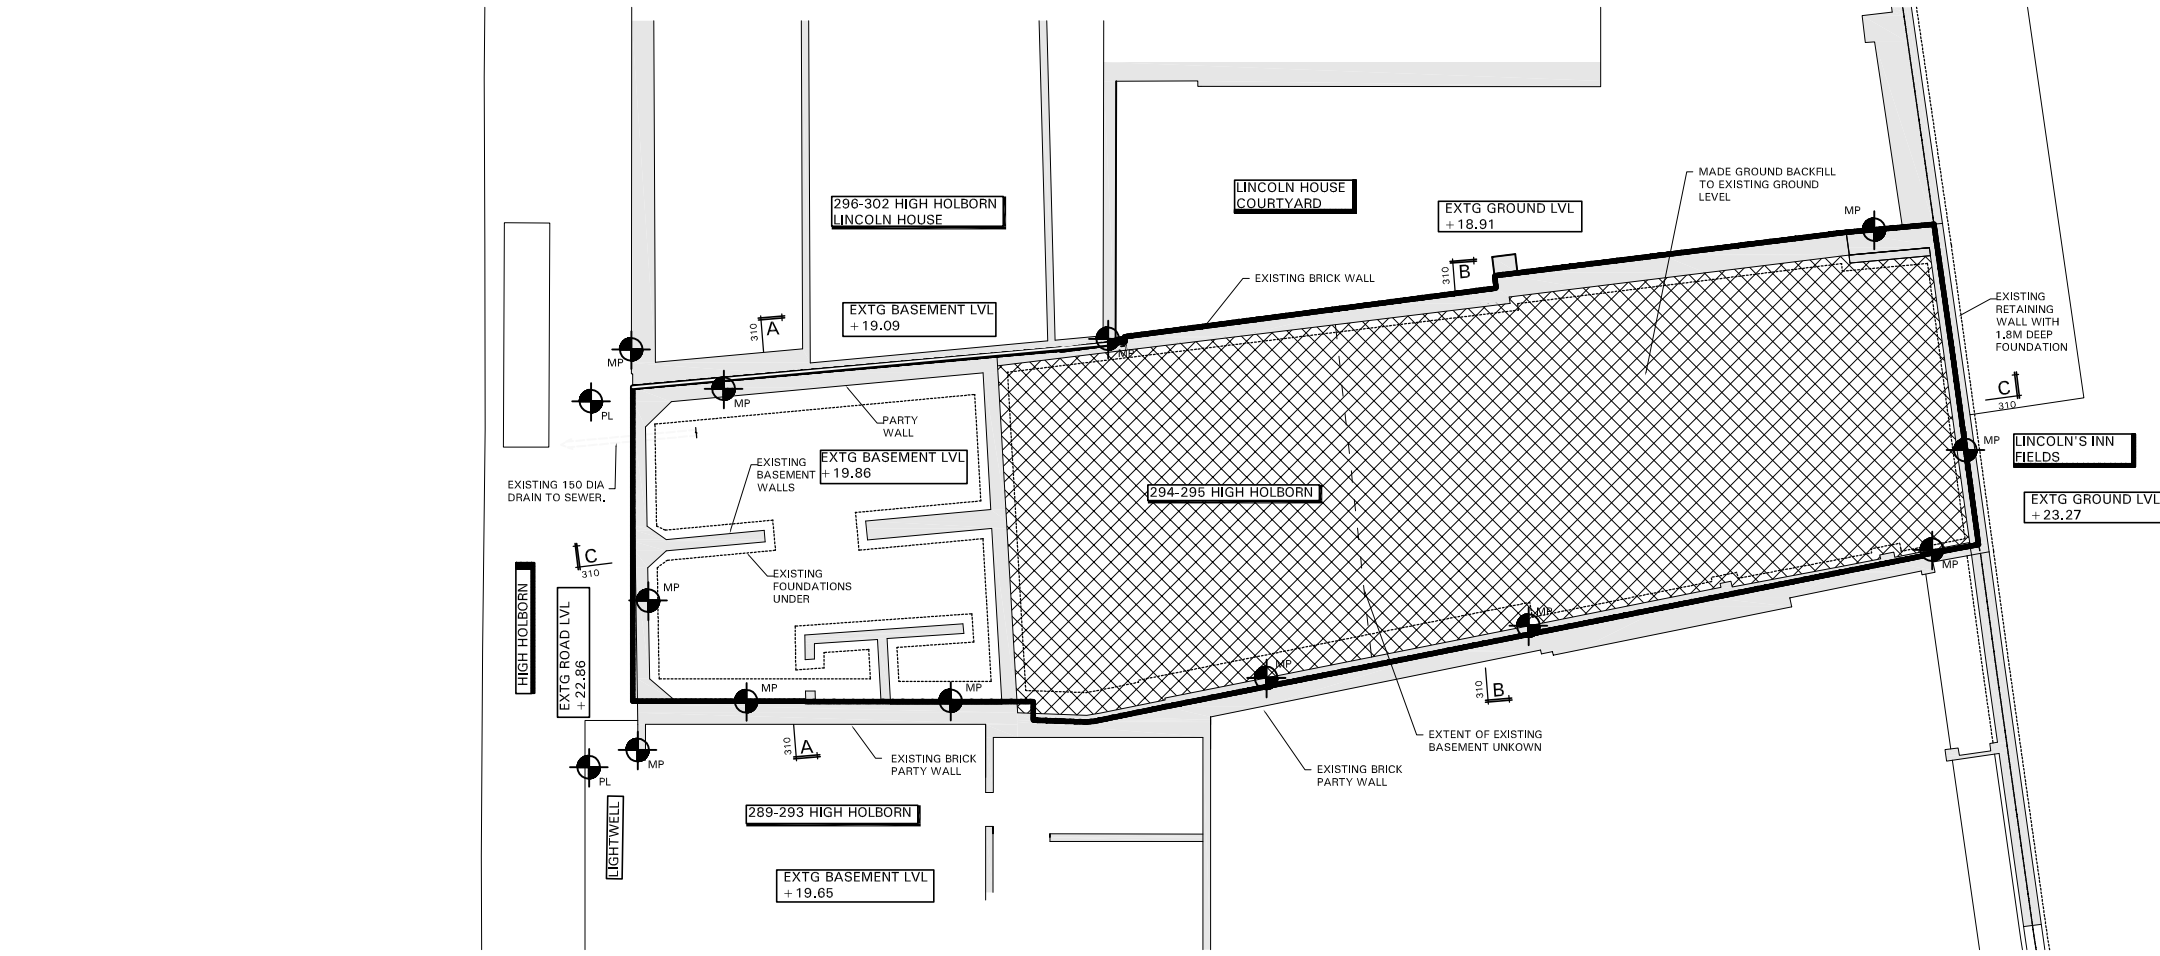 MADE GROUND BACKFILL
TO EXISTING GROUND
LEVEL
296-302 HIGH HOLBORN
LINCOLN HOUSE
LINCOLN HOUSE
COURTYARD
EXTG GROUND LVL
+18.91
MP
EXISTING BRICK WALL
310
B
EXTG BASEMENT LVL
+19.09
310
A
EXISTING
RETAINING
WALL WITH
1.8M DEEP
FOUNDATION
MP
MP
C
310
PL
MP
PARTY
WALL
MP
LINCOLN'S INN
FIELDS
EXISTING
BASEMENT
WALLS
EXTG BASEMENT LVL
+19.86
EXISTING 150 DIA
DRAIN TO SEWER.
294-295 HIGH HOLBORN
EXTG GROUND LVL
+23.27
C
310
EXISTING
FOUNDATIONS
UNDER
MP
MP
HIGH HOLBORN
EXTG ROAD LVL
+22.86
MP
MP
MP
MP
310
B
310
A
EXTENT OF EXISTING
BASEMENT UNKOWN
EXISTING BRICK
PARTY WALL
EXISTING BRICK
PARTY WALL
MP
PL
289-293 HIGH HOLBORN
LIGHTWELL
EXTG BASEMENT LVL
+19.65